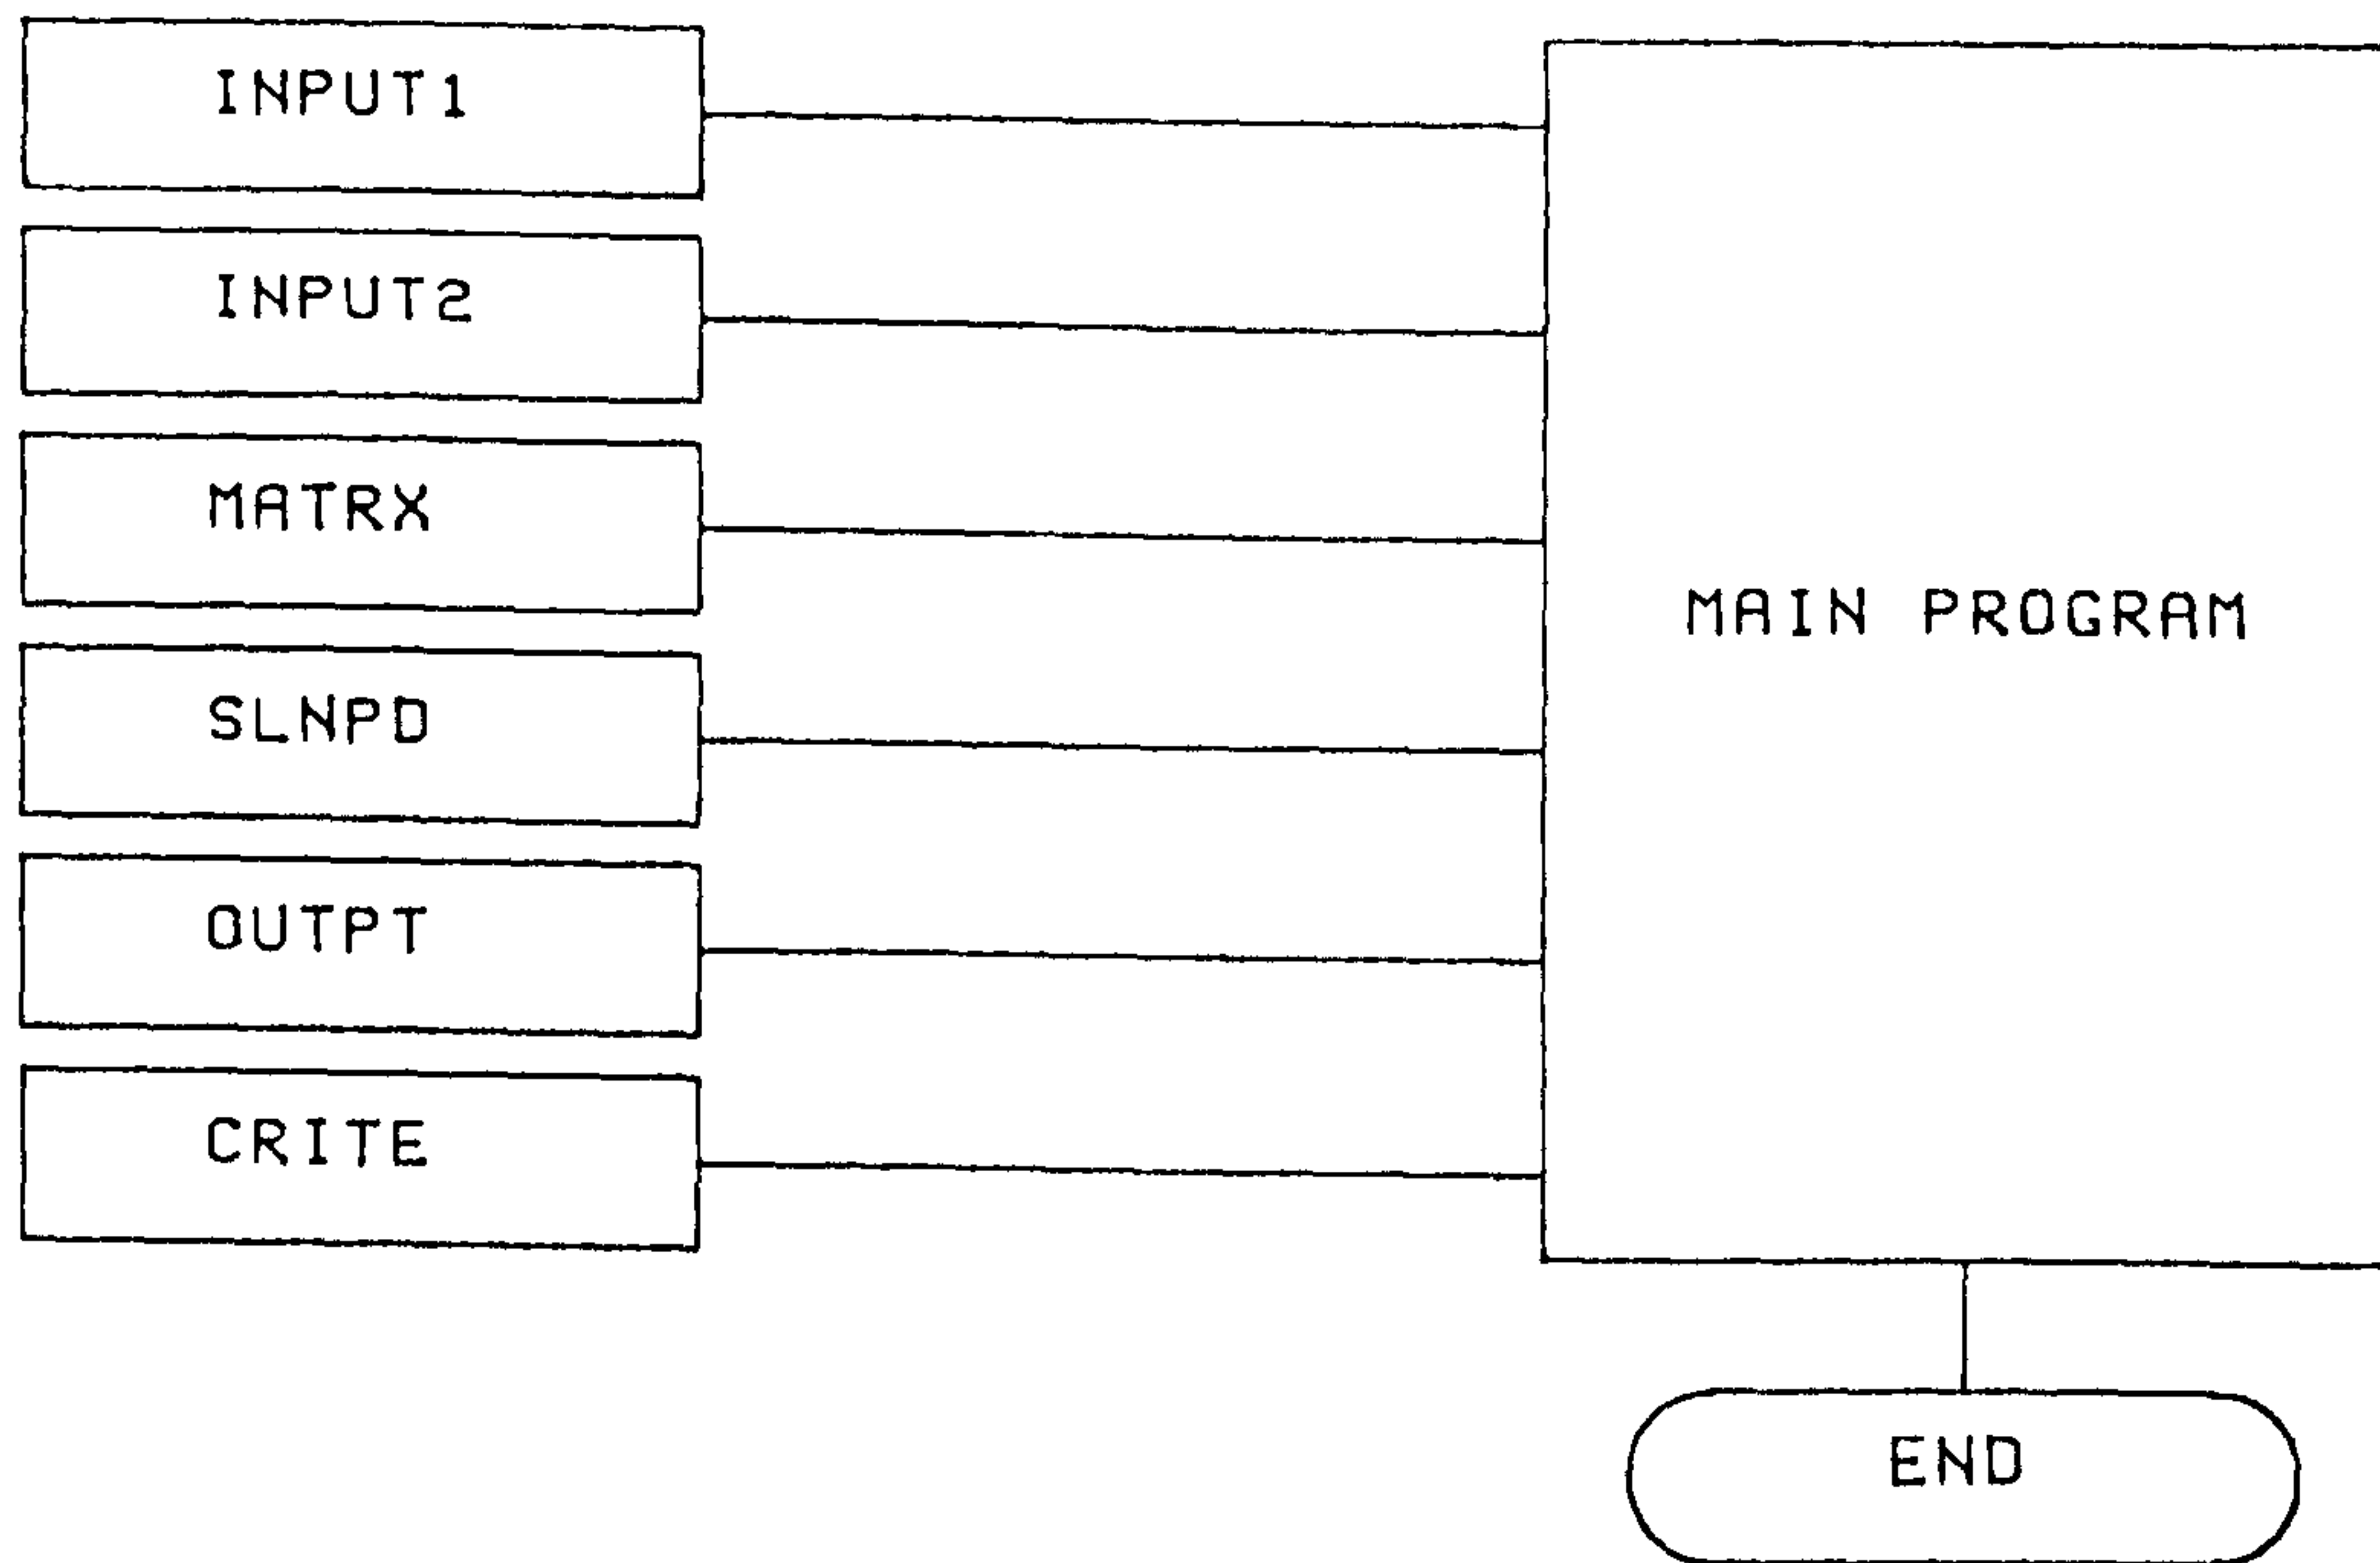 INPUT1
INPUT2
MATRX
SLNPD
OUTPT
CRITE
MAIN PROGRAM
END